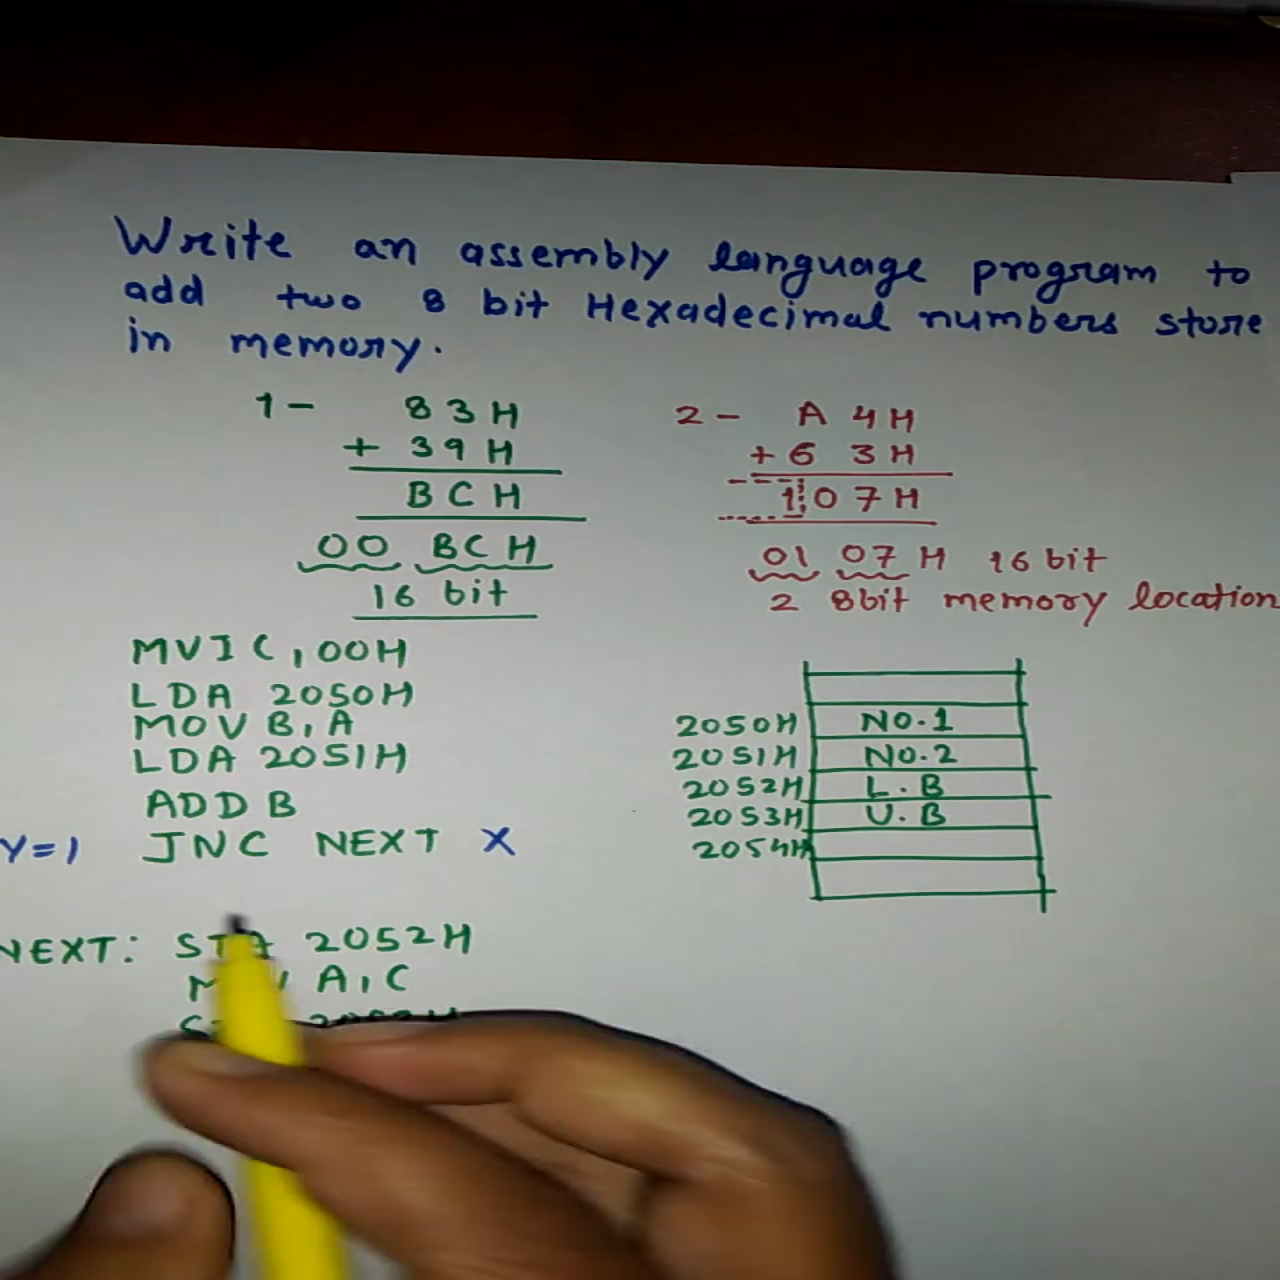 Write an assembly language program to
add two 8 bit Hexadecimal numbers store
in memory.
1- 83H
+ 39H
BCH
00 BCH
16 bit
2- A4H
+ 63H
107H
01 07H 16 bit
2 8bit memory location
MVI C, 00H
LDA 2050H
MOV B, A
LDA 2051H
ADD B
Y=1 JNC NEXT X
NEXT: STA 2052H
A, C
2050H NO.1
2051H NO.2
2052H L.B
2053H U.B
2054H